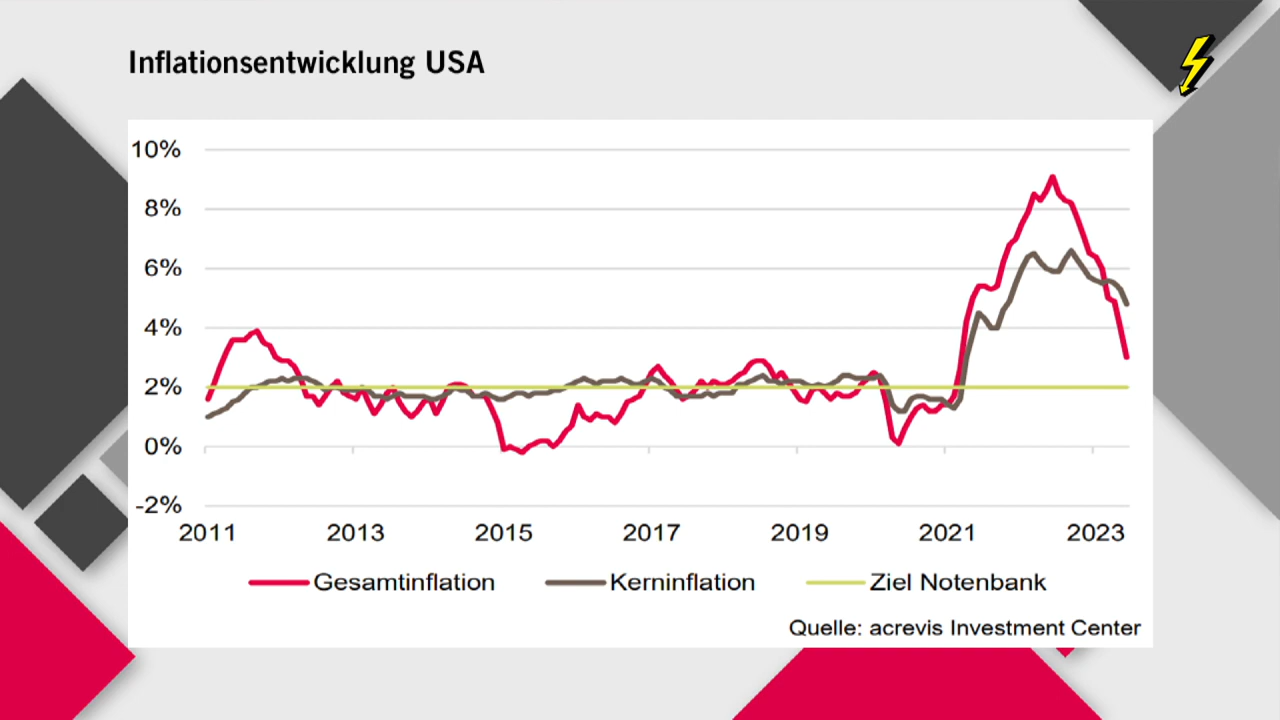 Inflationsentwicklung USA
10%
8%
6%
4%
2%
0%
-2%
2011 2013 2015 2017 2019 2021 2023
Gesamtinflation Kerninflation Ziel Notenbank
Quelle: acrevis Investment Center